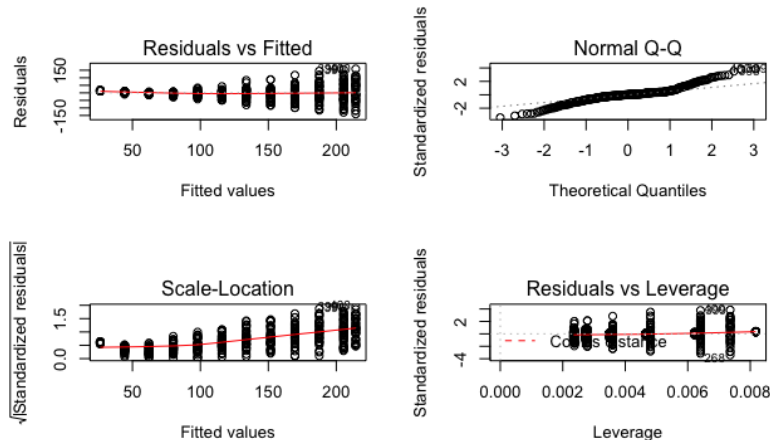 Residuals vs Fitted
Residuals
150
-150
50 100 150 200
Fitted values
Normal Q-Q
Standardized residuals
2
-2
-3 -2 -1 0 1 2 3
Theoretical Quantiles
Scale-Location
√|Standardized residuals|
1.5
0.0
50 100 150 200
Fitted values
Residuals vs Leverage
Standardized residuals
2
-4
268
0.000 0.002 0.004 0.006 0.008
Leverage